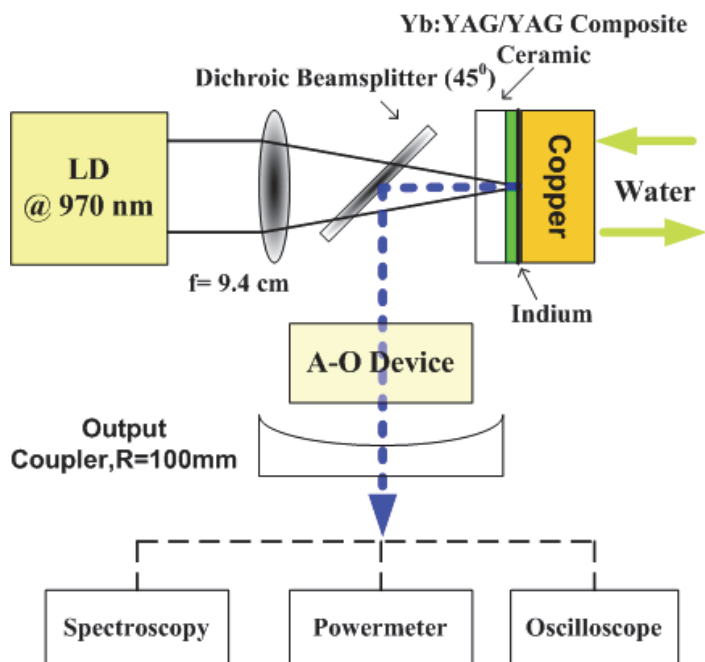 Yb:YAG/YAG Composite
Ceramic
Dichroic Beamsplitter (45⁰)
LD
@ 970 nm
Copper
Water
f= 9.4 cm
Indium
A-O Device
Output
Coupler,R=100mm
Spectroscopy
Powermeter
Oscilloscope